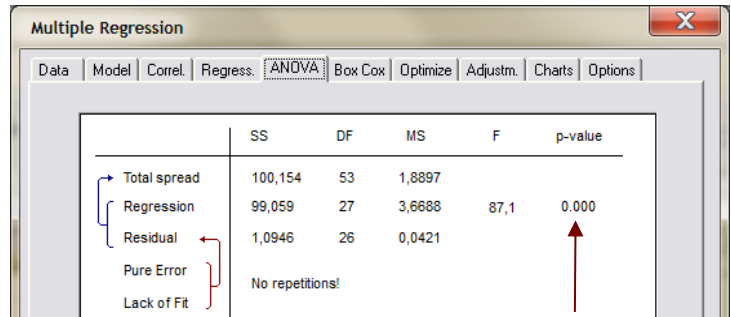 Multiple Regression
X
Data Model Correl. Regress. ANOVA Box Cox Optimize Adjustm. Charts Options
SS DF MS F p-value
Total spread 100,154 53 1,8897
Regression 99,059 27 3,6688 87,1 0.000
Residual 1,0946 26 0,0421
Pure Error
No repetitions!
Lack of Fit